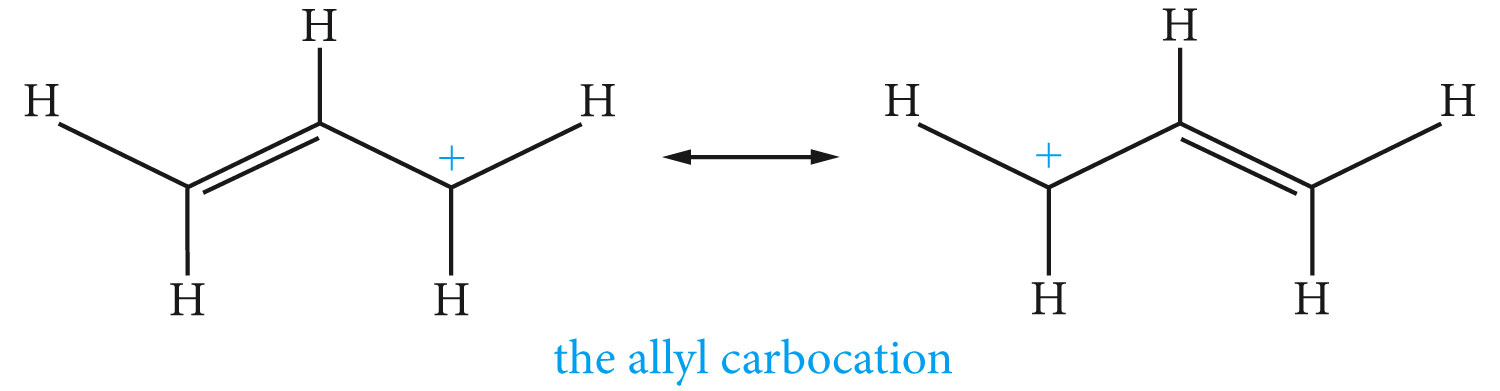 H H
H H
H H
+ +
H H H H
the allyl carbocation